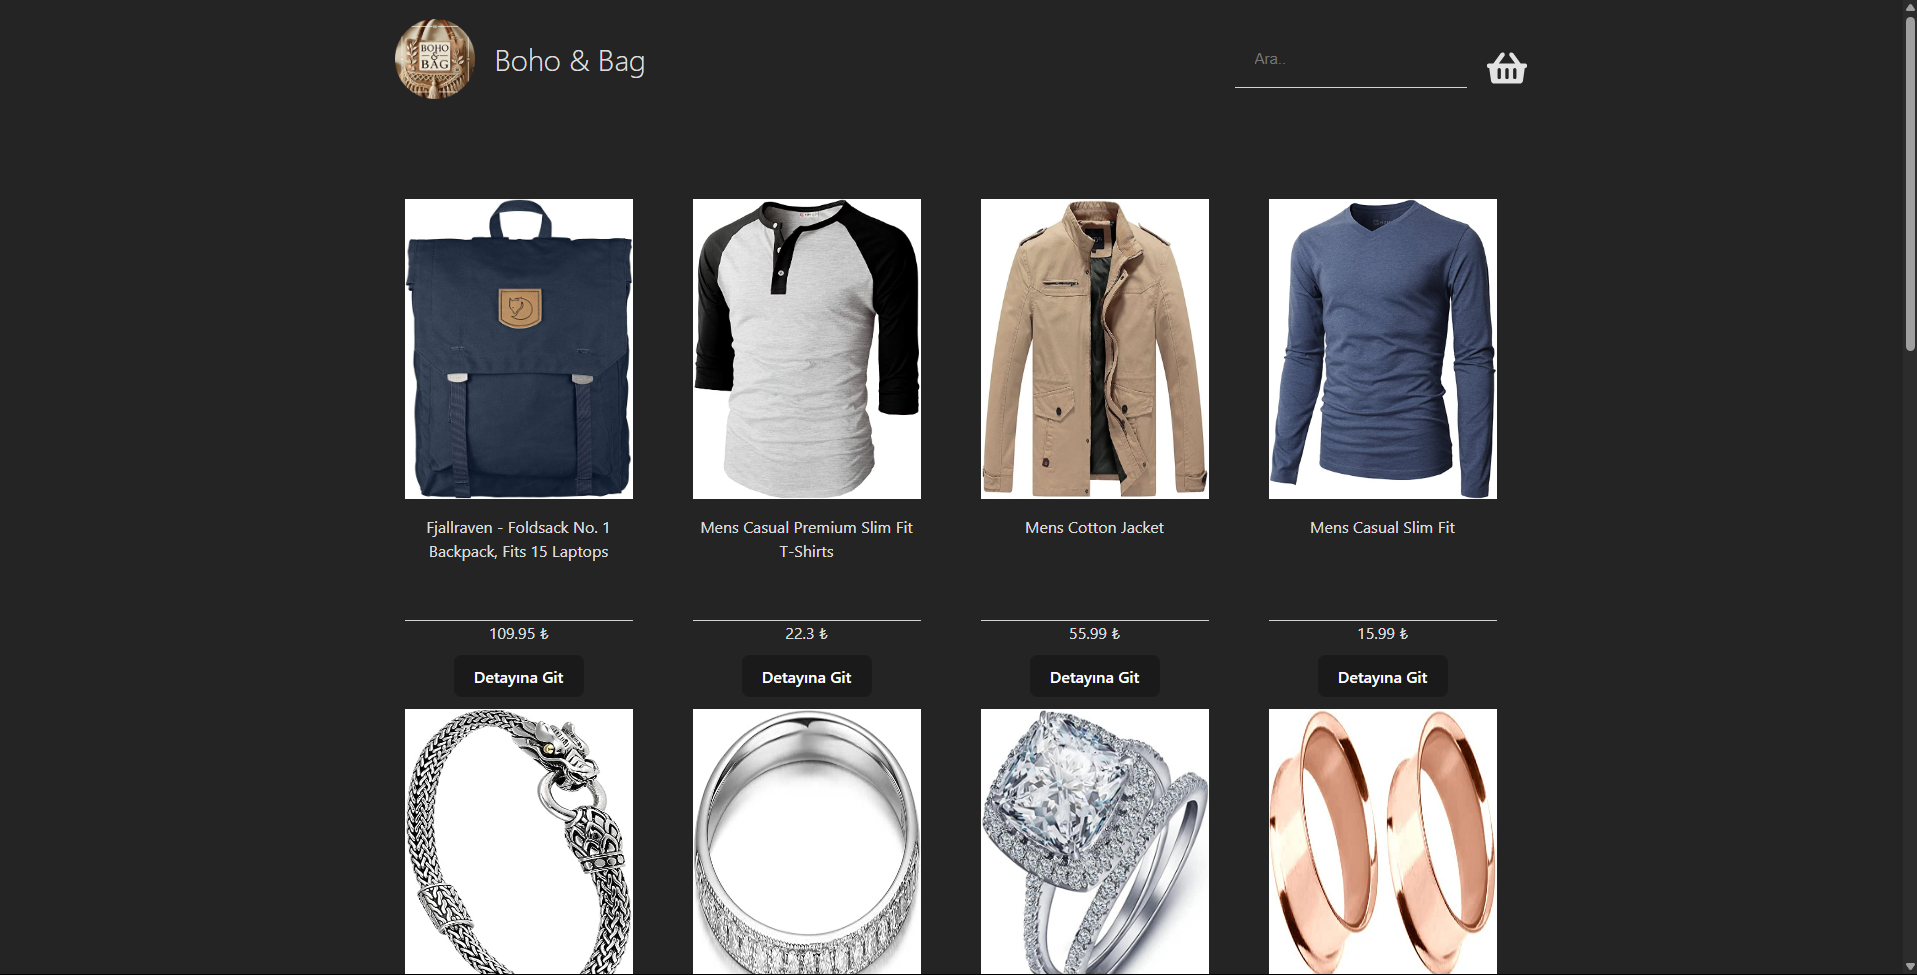 BOHO
&
BAG
Boho & Bag
Ara..
Fjallraven - Foldsack No. 1
Backpack, Fits 15 Laptops
Mens Casual Premium Slim Fit
T-Shirts
Mens Cotton Jacket
Mens Casual Slim Fit
109.95 ₺
22.3 ₺
55.99 ₺
15.99 ₺
Detayına Git
Detayına Git
Detayına Git
Detayına Git